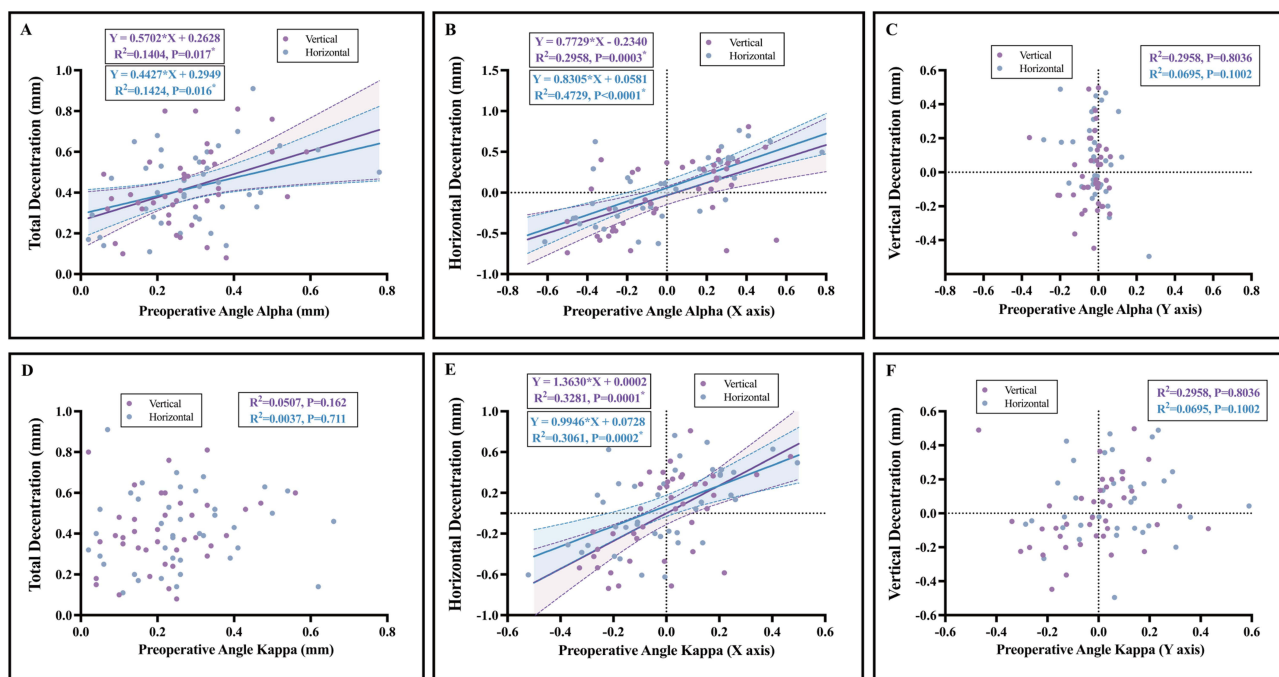 A
Y = 0.5702*X + 0.2628
R²=0.1404, P=0.017*
Y = 0.4427*X + 0.2949
R²=0.1424, P=0.016*
Vertical
Horizontal
Total Decentration (mm)
1.0
0.8
0.6
0.4
0.2
0.0
0.0 0.2 0.4 0.6 0.8
Preoperative Angle Alpha (mm)
B
Y = 0.7729*X - 0.2340
R²=0.2958, P=0.0003*
Y = 0.8305*X + 0.0581
R²=0.4729, P<0.0001*
Vertical
Horizontal
Horizontal Decentration (mm)
1.5
1.0
0.5
0.0
-0.5
-1.0
-0.8 -0.6 -0.4 -0.2 0.0 0.2 0.4 0.6 0.8
Preoperative Angle Alpha (X axis)
C
Vertical
Horizontal
R²=0.2958, P=0.8036
R²=0.0695, P=0.1002
Vertical Decentration (mm)
0.6
0.4
0.2
0.0
-0.2
-0.4
-0.6
-0.8 -0.6 -0.4 -0.2 0.0 0.2 0.4 0.6 0.8
Preoperative Angle Alpha (Y axis)
D
Vertical
Horizontal
R²=0.0507, P=0.162
R²=0.0037, P=0.711
Total Decentration (mm)
1.0
0.8
0.6
0.4
0.2
0.0
0.0 0.2 0.4 0.6 0.8
Preoperative Angle Kappa (mm)
E
Y = 1.3630*X + 0.0002
R²=0.3281, P=0.0001*
Y = 0.9946*X + 0.0728
R²=0.3061, P=0.0002*
Vertical
Horizontal
Horizontal Decentration (mm)
1.0
0.6
0.2
-0.2
-0.6
-1.0
-0.6 -0.4 -0.2 0.0 0.2 0.4 0.6
Preoperative Angle Kappa (X axis)
F
Vertical
Horizontal
R²=0.2958, P=0.8036
R²=0.0695, P=0.1002
Vertical Decentration (mm)
0.6
0.4
0.2
0.0
-0.2
-0.4
-0.6
-0.6 -0.4 -0.2 0.0 0.2 0.4 0.6
Preoperative Angle Kappa (Y axis)